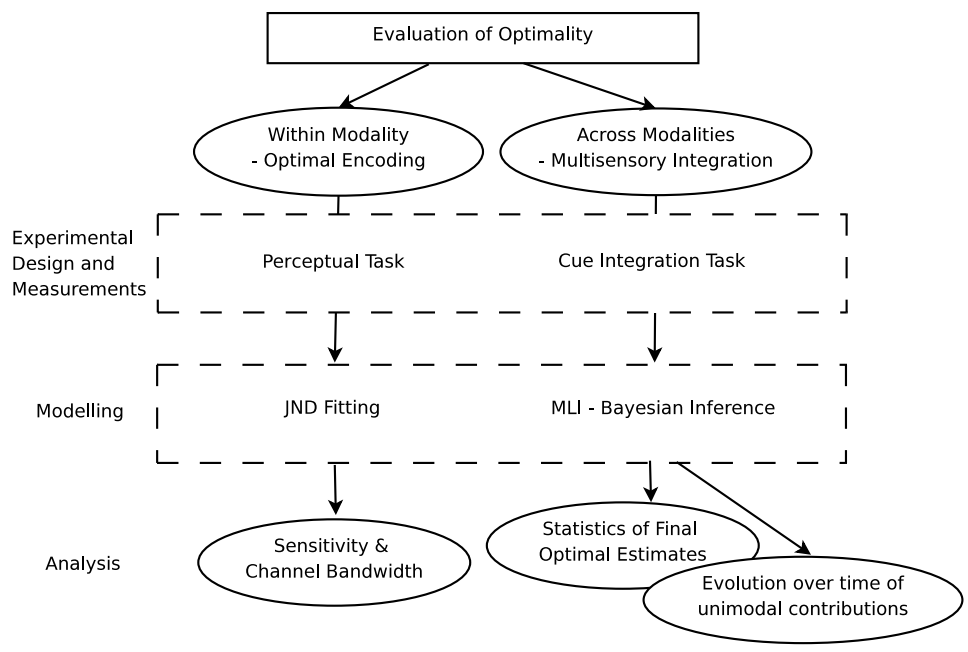 Evaluation of Optimality
Within Modality
- Optimal Encoding
Across Modalities
- Multisensory Integration
Experimental
Design and
Measurements
Perceptual Task
Cue Integration Task
Modelling
JND Fitting
MLI - Bayesian Inference
Analysis
Sensitivity &
Channel Bandwidth
Statistics of Final
Optimal Estimates
Evolution over time of
unimodal contributions